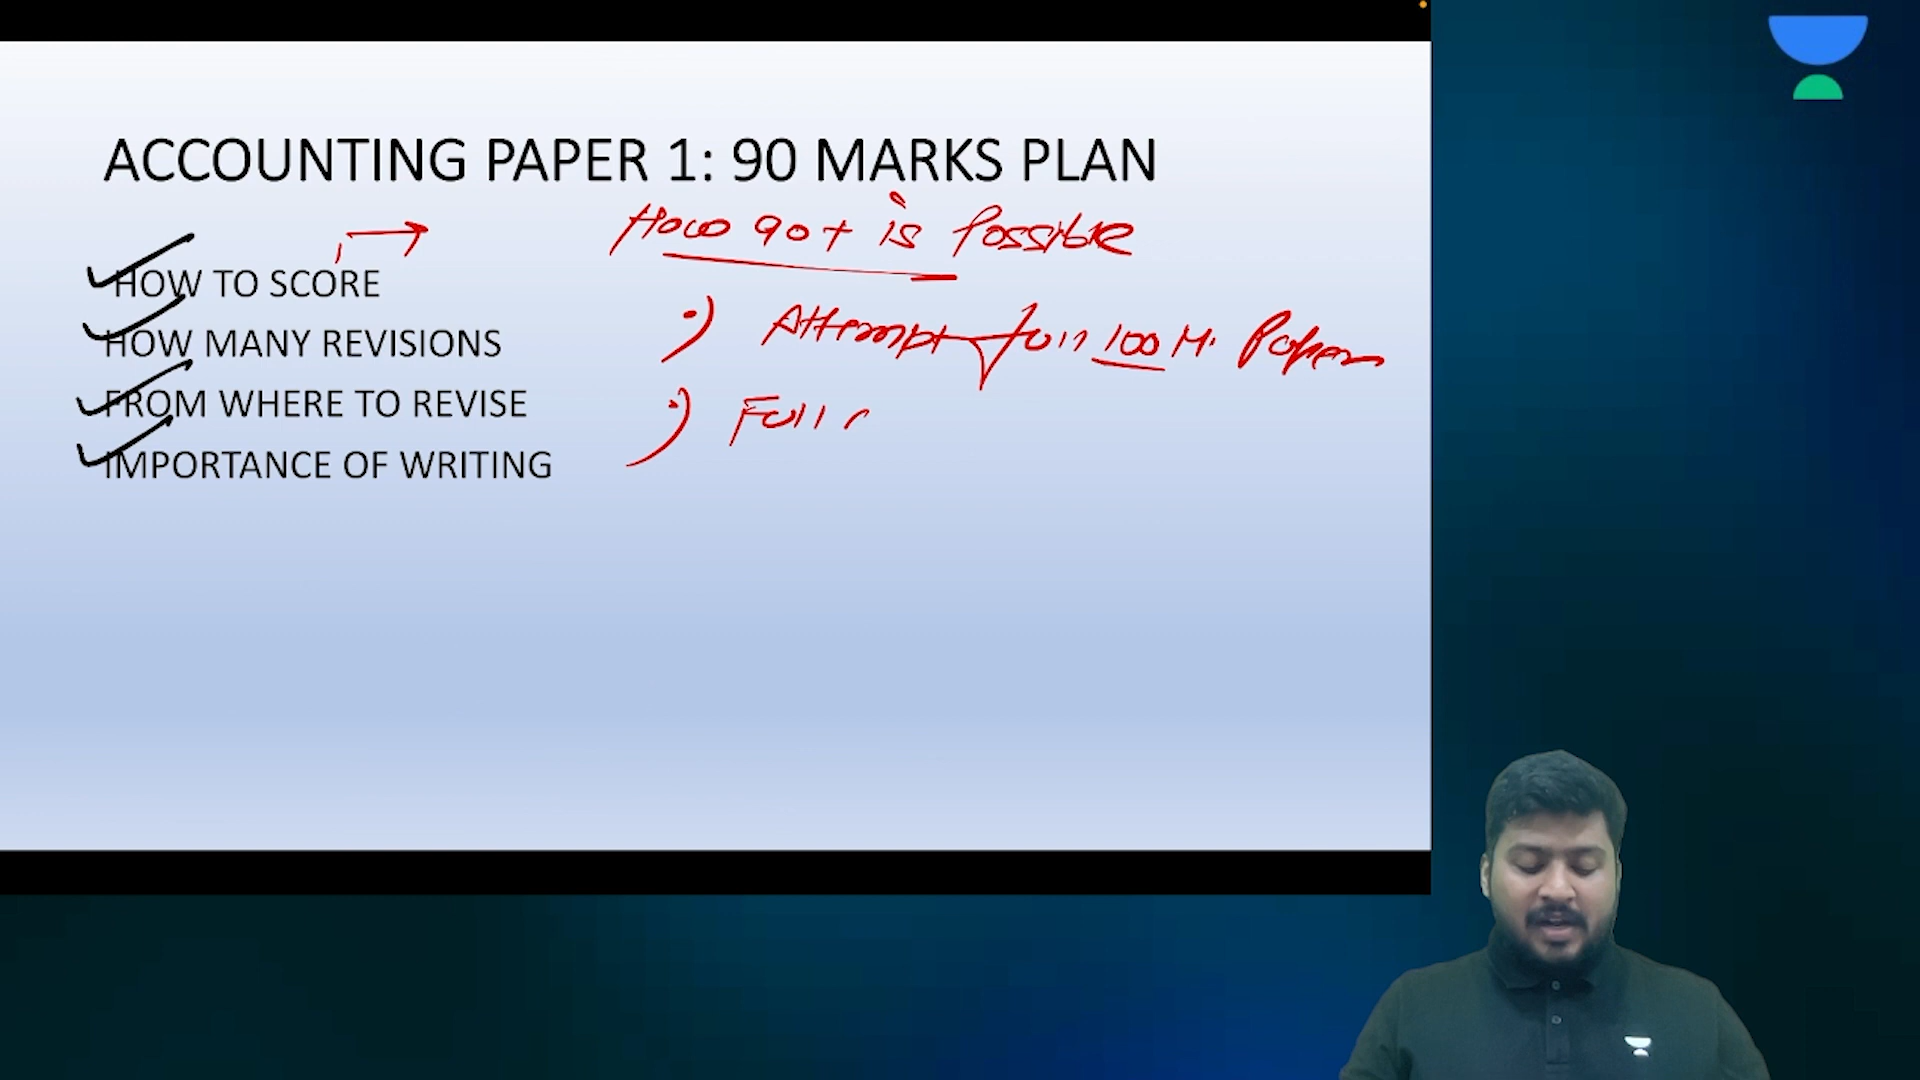 ACCOUNTING PAPER 1: 90 MARKS PLAN
How 90+ is Possible
HOW TO SCORE
HOW MANY REVISIONS
FROM WHERE TO REVISE
IMPORTANCE OF WRITING
Attempt full 100 M. Paper
Full